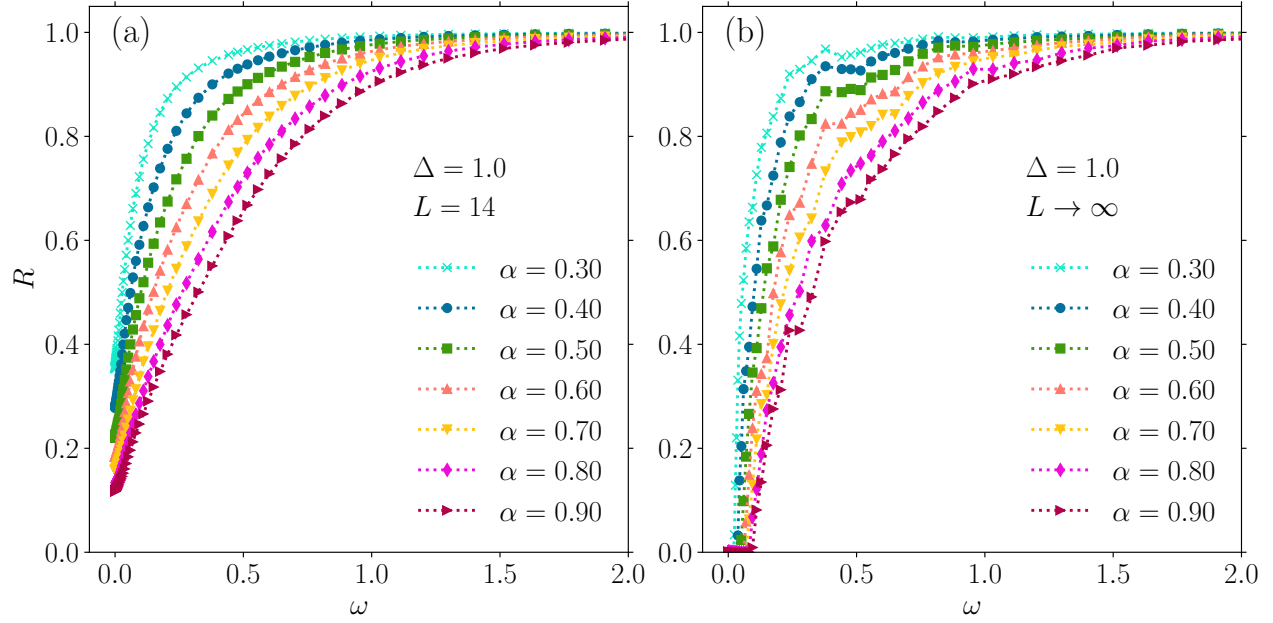 (a)
1.0
0.8
0.6
0.4
0.2
0.0
R
Δ = 1.0
L = 14
α = 0.30
α = 0.40
α = 0.50
α = 0.60
α = 0.70
α = 0.80
α = 0.90
0.0 0.5 1.0 1.5 2.0
ω
(b)
1.0
0.8
0.6
0.4
0.2
0.0
Δ = 1.0
L → ∞
α = 0.30
α = 0.40
α = 0.50
α = 0.60
α = 0.70
α = 0.80
α = 0.90
0.0 0.5 1.0 1.5 2.0
ω